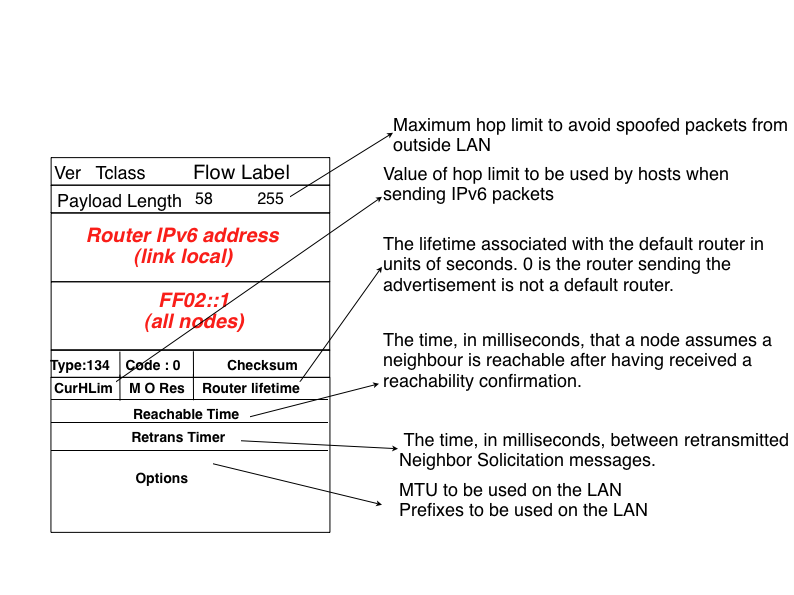 Ver Tclass Flow Label
Payload Length 58 255
Router IPv6 address
(link local)
FF02::1
(all nodes)
Type:134 Code : 0 Checksum
CurHLim M O Res Router lifetime
Reachable Time
Retrans Timer
Options
Maximum hop limit to avoid spoofed packets from
outside LAN
Value of hop limit to be used by hosts when
sending IPv6 packets
The lifetime associated with the default router in
units of seconds. 0 is the router sending the
advertisement is not a default router.
The time, in milliseconds, that a node assumes a
neighbour is reachable after having received a
reachability confirmation.
The time, in milliseconds, between retransmitted
Neighbor Solicitation messages.
MTU to be used on the LAN
Prefixes to be used on the LAN